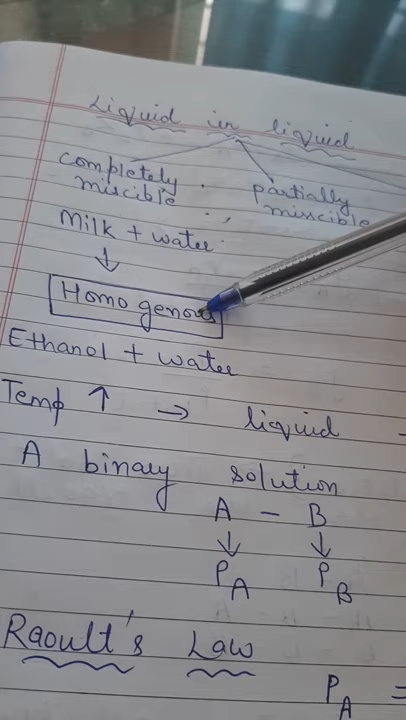 Liquid in liquid
completely miscible
partially miscible
Milk + water
↓
Homogenous
Ethanol + water
Temp ↑ → liquid
A binary solution
A - B
↓ ↓
P_A P_B
Raoult's Law
P_A =